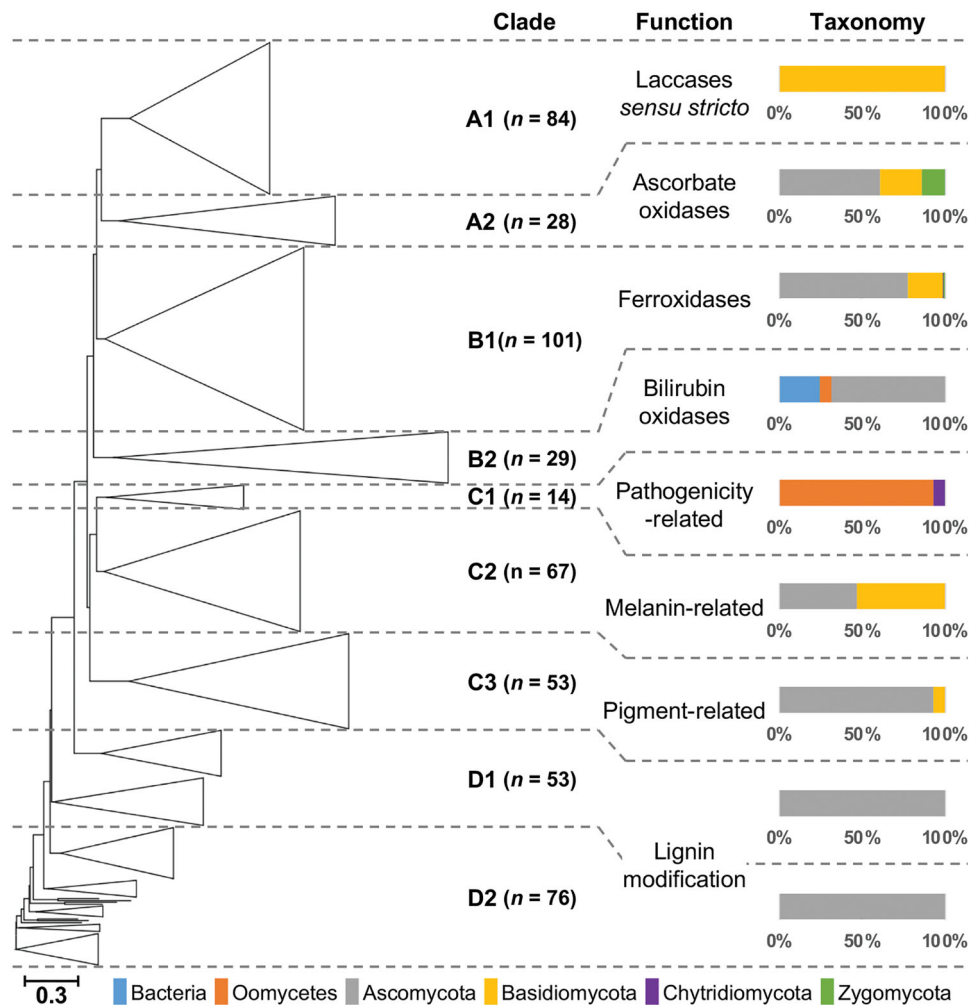 Clade Function Taxonomy
Laccases
sensu stricto
0% 50% 100%
A1 (n = 84)
Ascorbate
oxidases
0% 50% 100%
A2 (n = 28)
Ferroxidases
0% 50% 100%
B1(n = 101)
Bilirubin
oxidases
0% 50% 100%
B2 (n = 29)
C1 (n = 14)
Pathogenicity
-related
0% 50% 100%
C2 (n = 67)
Melanin-related
0% 50% 100%
C3 (n = 53)
Pigment-related
0% 50% 100%
D1 (n = 53)
0% 50% 100%
Lignin
modification
D2 (n = 76)
0% 50% 100%
0.3
Bacteria Oomycetes Ascomycota Basidiomycota Chytridiomycota Zygomycota